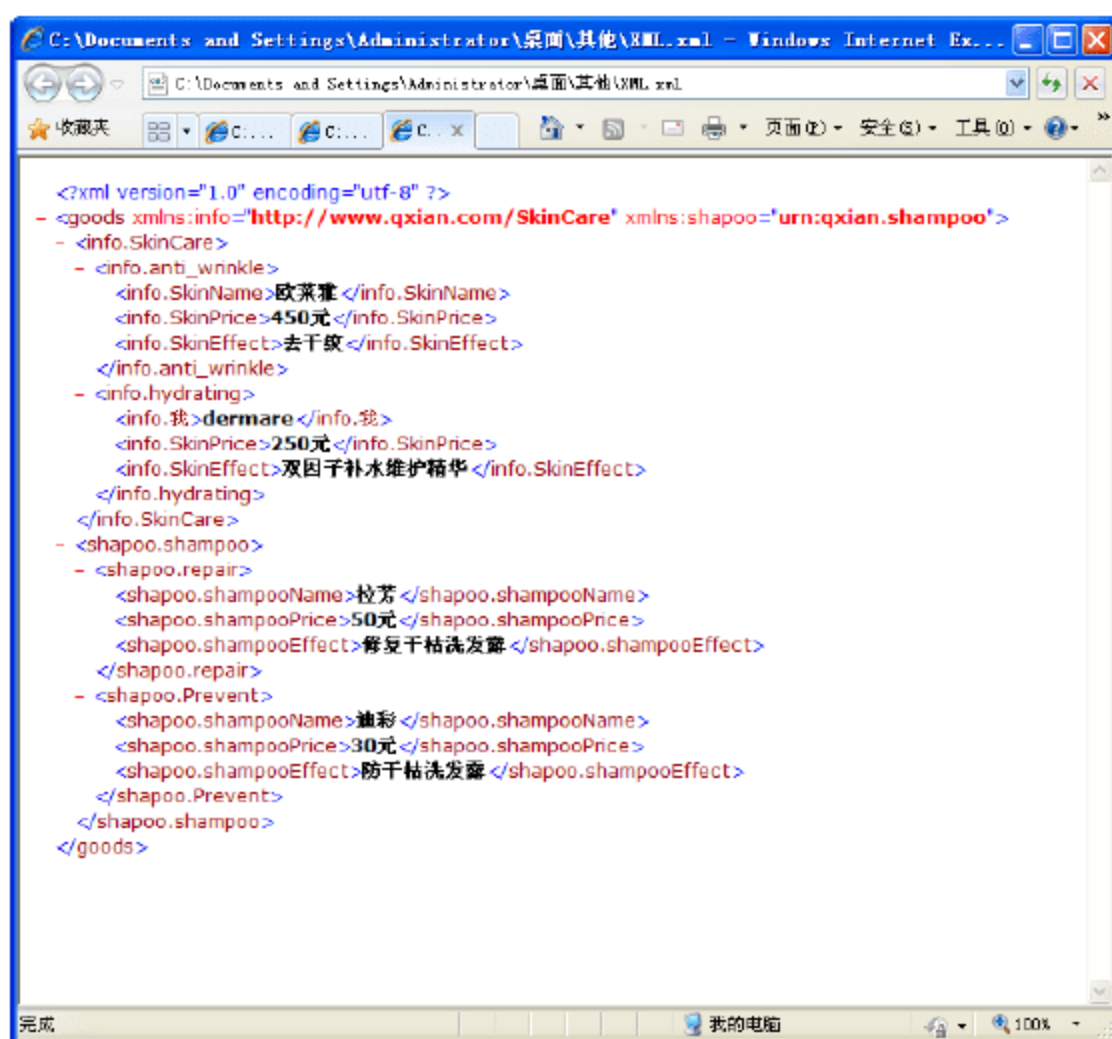 C:\Documents and Settings\Administrator\桌面\其他\XML.xml - Windows Internet Ex...
C:\Documents and Settings\Administrator\桌面\其他\XML.xml
收藏夹 C:... C:... C.. 页面(P) 安全(S) 工具(O)
<?xml version="1.0" encoding="utf-8" ?>
- <goods xmlns:info="http://www.qxian.com/SkinCare" xmlns:shapoo="urn:qxian.shampoo">
- <info.SkinCare>
- <info.anti_wrinkle>
<info.SkinName>欧莱雅</info.SkinName>
<info.SkinPrice>450元</info.SkinPrice>
<info.SkinEffect>去干纹</info.SkinEffect>
</info.anti_wrinkle>
- <info.hydrating>
<info.我>dermare</info.我>
<info.SkinPrice>250元</info.SkinPrice>
<info.SkinEffect>双因子补水维护精华</info.SkinEffect>
</info.hydrating>
</info.SkinCare>
- <shapoo.shampoo>
- <shapoo.repair>
<shapoo.shampooName>拉芳</shapoo.shampooName>
<shapoo.shampooPrice>50元</shapoo.shampooPrice>
<shapoo.shampooEffect>修复干枯洗发露</shapoo.shampooEffect>
</shapoo.repair>
- <shapoo.Prevent>
<shapoo.shampooName>迪彩</shapoo.shampooName>
<shapoo.shampooPrice>30元</shapoo.shampooPrice>
<shapoo.shampooEffect>防干枯洗发露</shapoo.shampooEffect>
</shapoo.Prevent>
</shapoo.shampoo>
</goods>
完成 我的电脑 100%